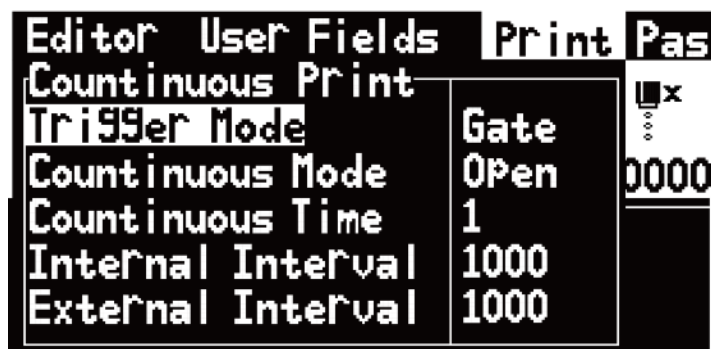 Editor User Fields Print Pas
Countinuous Print
Trigger Mode Gate
x
Countinuous Mode Open
0000
Countinuous Time 1
Internal Interval 1000
External Interval 1000